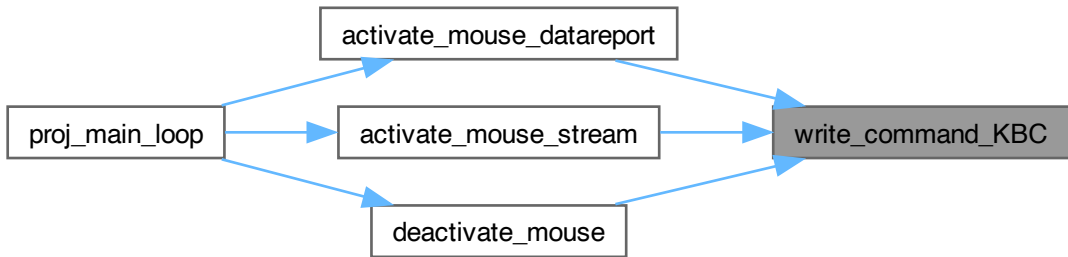 activate_mouse_datareport
proj_main_loop
activate_mouse_stream
write_command_KBC
deactivate_mouse